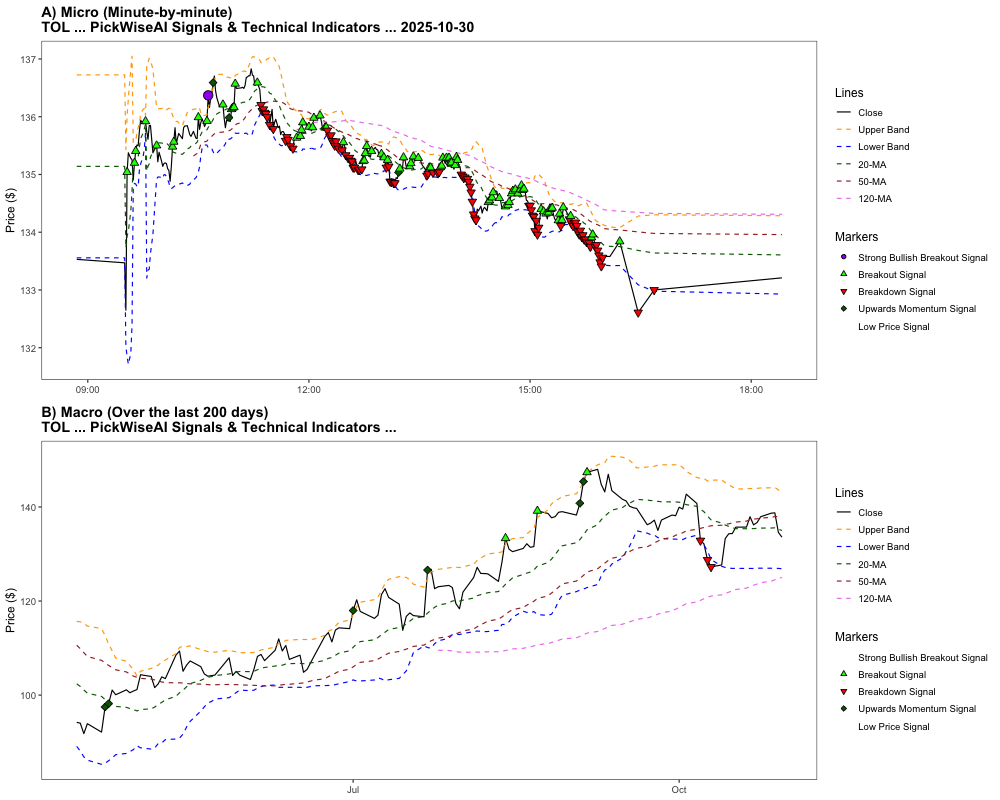 A) Micro (Minute-by-minute)
TOL ... PickWiseAI Signals & Technical Indicators ... 2025-10-30
Price ($)
137
136
135
134
133
132
09:00
12:00
15:00
18:00
Lines
Close
Upper Band
Lower Band
20-MA
50-MA
120-MA
Markers
Strong Bullish Breakout Signal
Breakout Signal
Breakdown Signal
Upwards Momentum Signal
Low Price Signal
B) Macro (Over the last 200 days)
TOL ... PickWiseAI Signals & Technical Indicators ...
Price ($)
140
120
100
Jul
Oct
Lines
Close
Upper Band
Lower Band
20-MA
50-MA
120-MA
Markers
Strong Bullish Breakout Signal
Breakout Signal
Breakdown Signal
Upwards Momentum Signal
Low Price Signal